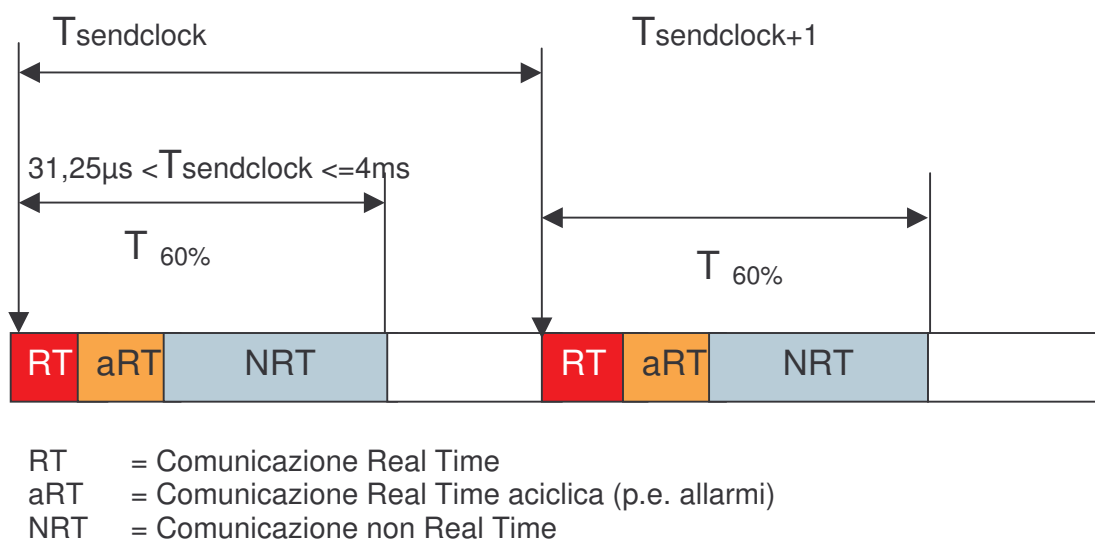 Tsendclock Tsendclock+1
31,25µs <Tsendclock <=4ms
T 60%
T 60%
RT aRT NRT RT aRT NRT
RT = Comunicazione Real Time
aRT = Comunicazione Real Time aciclica (p.e. allarmi)
NRT = Comunicazione non Real Time